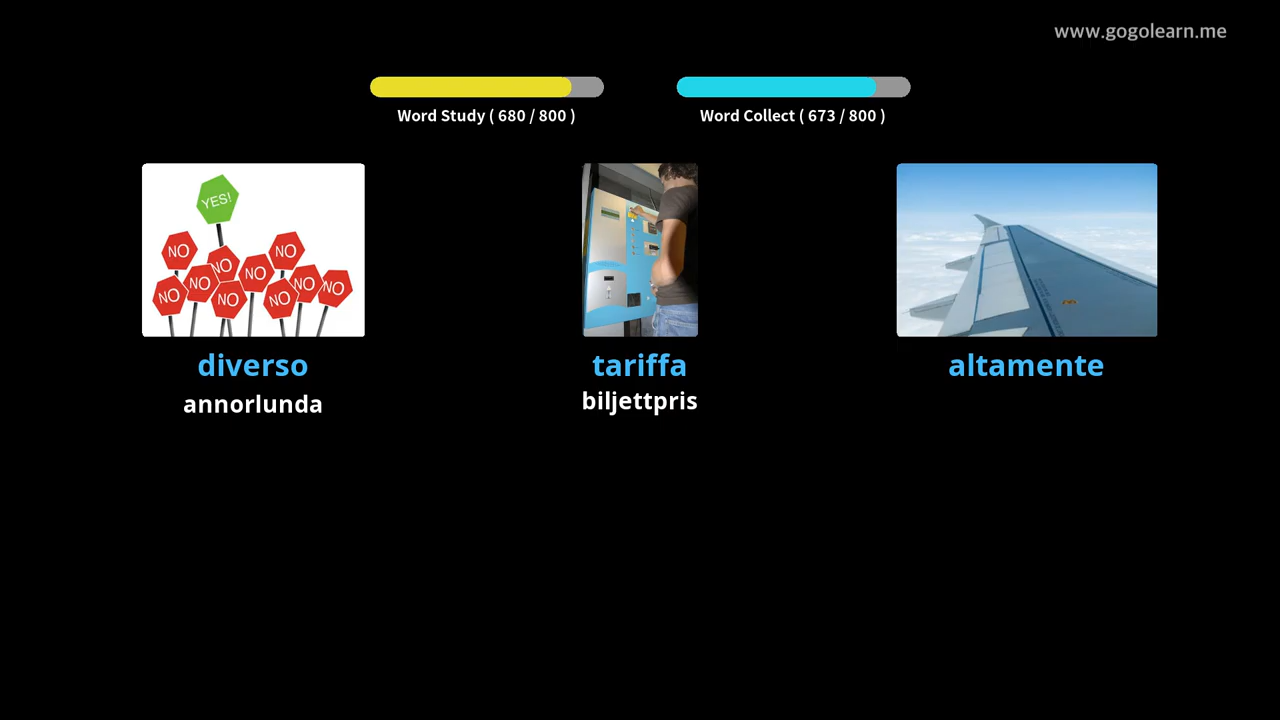 www.gogolearn.me
Word Study ( 680 / 800 )
Word Collect ( 673 / 800 )
YES!
NO
NO
NO
NO
NO
NO
NO
NO
NO
NO
diverso
tariffa
altamente
annorlunda
biljettpris